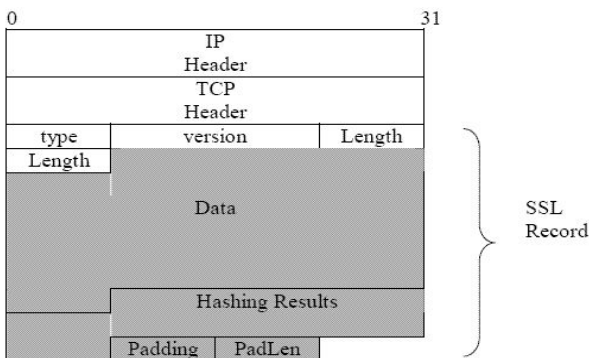 0 31
IP
Header
TCP
Header
type version Length
Length
Data
SSL
Record
Hashing Results
Padding PadLen